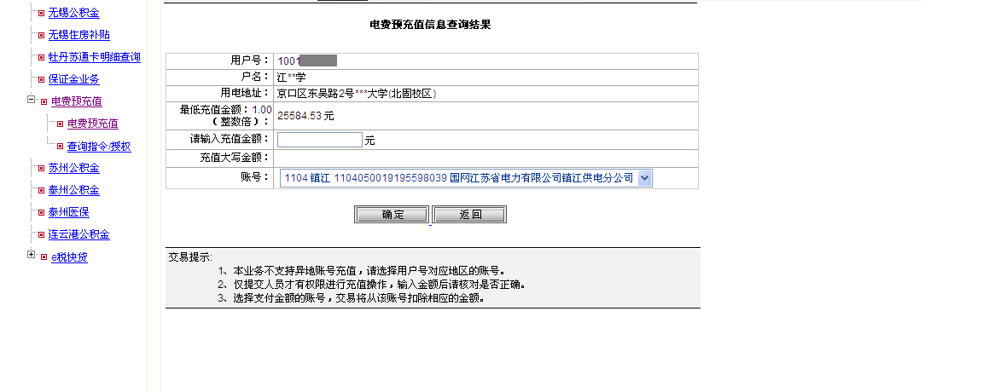 无锡公积金
无锡住房补贴
牡丹苏通卡明细查询
保证金业务
电费预充值
电费预充值
查询指令/授权
苏州公积金
泰州公积金
泰州医保
连云港公积金
e税快贷
电费预充值信息查询结果
用户号： 1001
户名： 江**学
用电地址： 京口区东吴路2号***大学(北固校区)
最低充值金额：1.00
（整数倍）： 25584.53 元
请输入充值金额： 元
充值大写金额：
账号： 1104 镇江 1104050019195598039 国网江苏省电力有限公司镇江供电分公司
确 定 返 回
交易提示:
1、本业务不支持异地账号充值，请选择用户号对应地区的账号。
2、仅提交人员才有权限进行充值操作，输入金额后请核对是否正确。
3、选择支付金额的账号，交易将从该账号扣除相应的金额。